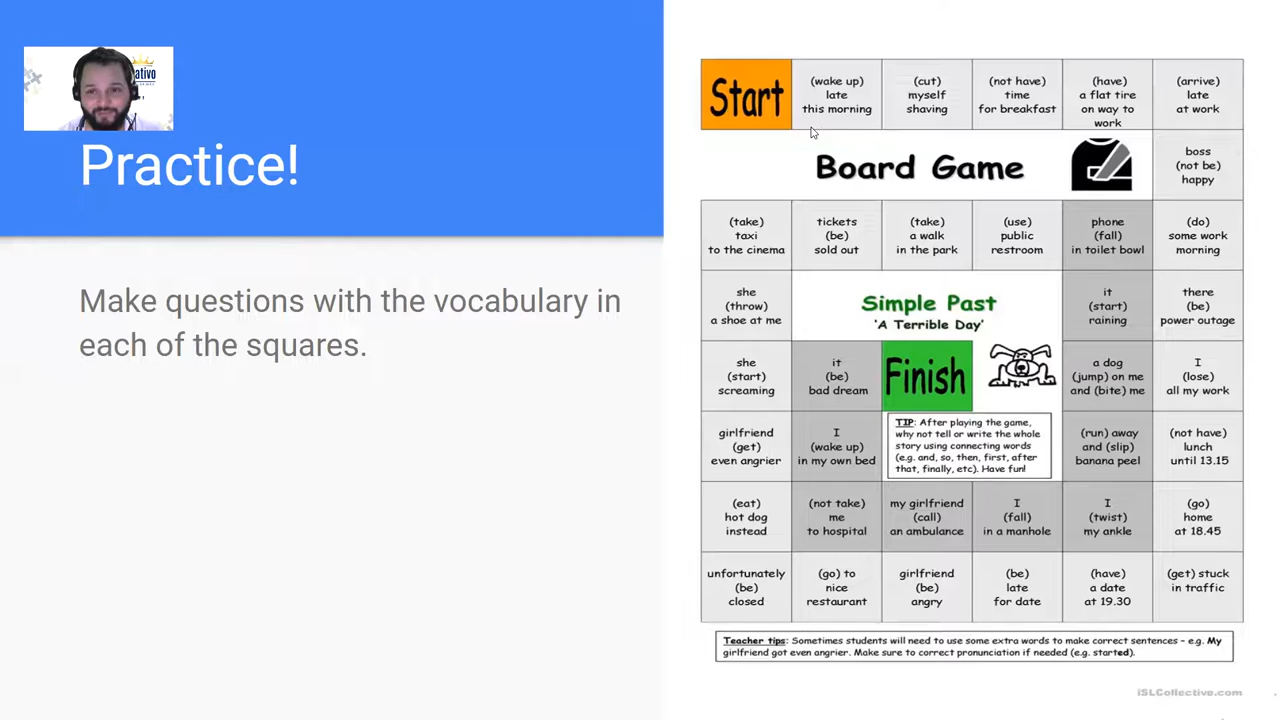 ativo
Practice!
Make questions with the vocabulary in
each of the squares.
Start
(wake up)
late
this morning
(cut)
myself
shaving
(not have)
time
for breakfast
(have)
a flat tire
on way to
work
(arrive)
late
at work
Board Game
boss
(not be)
happy
(take)
taxi
to the cinema
tickets
(be)
sold out
(take)
a walk
in the park
(use)
public
restroom
phone
(fall)
in toilet bowl
(do)
some work
morning
she
(throw)
a shoe at me
Simple Past
'A Terrible Day'
it
(start)
raining
there
(be)
power outage
she
(start)
screaming
it
(be)
bad dream
Finish
a dog
(jump) on me
and (bite) me
I
(lose)
all my work
girlfriend
(get)
even angrier
I
(wake up)
in my own bed
TIP: After playing the game,
why not tell or write the whole
story using connecting words
(e.g. and, so, then, first, after
that, finally, etc). Have fun!
(run) away
and (slip)
banana peel
(not have)
lunch
until 13.15
(eat)
hot dog
instead
(not take)
me
to hospital
my girlfriend
(call)
an ambulance
I
(fall)
in a manhole
I
(twist)
my ankle
(go)
home
at 18.45
unfortunately
(be)
closed
(go) to
nice
restaurant
girlfriend
(be)
angry
(be)
late
for date
(have)
a date
at 19.30
(get) stuck
in traffic
Teacher tips: Sometimes students will need to use some extra words to make correct sentences – e.g. My
girlfriend got even angrier. Make sure to correct pronunciation if needed (e.g. started).
iSLCollective.com